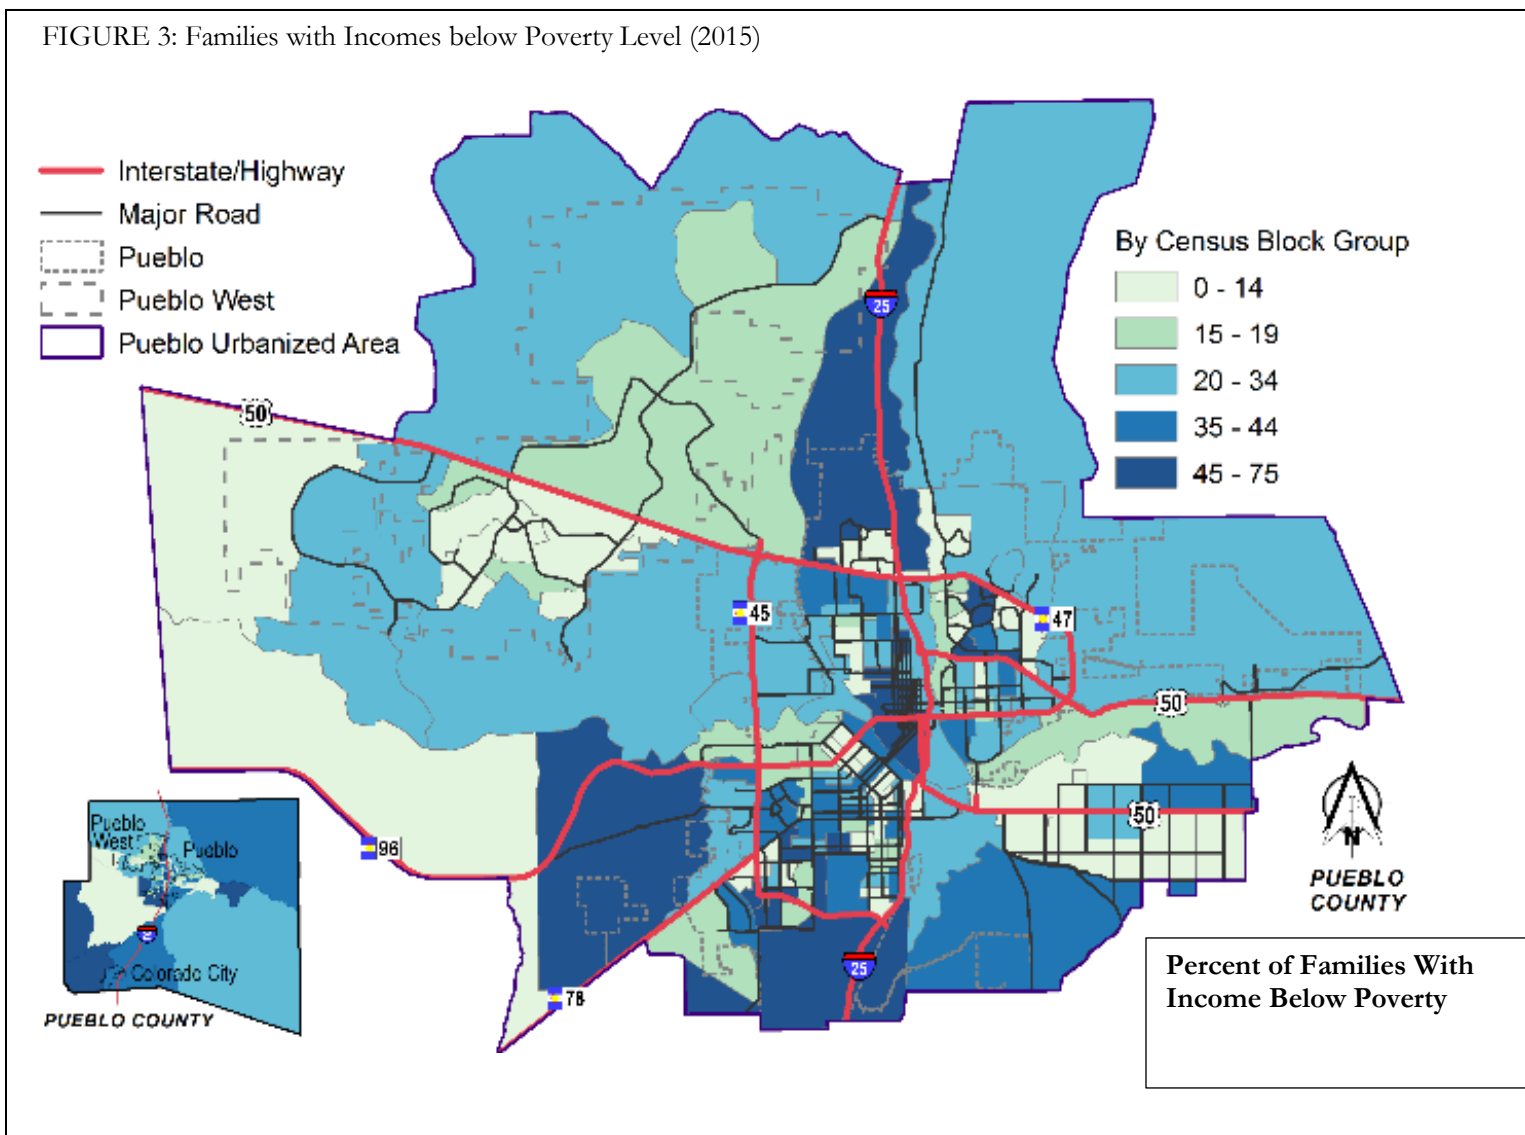 FIGURE 3: Families with Incomes below Poverty Level (2015)
Interstate/Highway
Major Road
Pueblo
Pueblo West
Pueblo Urbanized Area
By Census Block Group
0 - 14
15 - 19
20 - 34
35 - 44
45 - 75
25
50
45
47
50
50
96
78
25
Pueblo
West
Pueblo
Colorado City
PUEBLO COUNTY
N
PUEBLO
COUNTY
Percent of Families With
Income Below Poverty